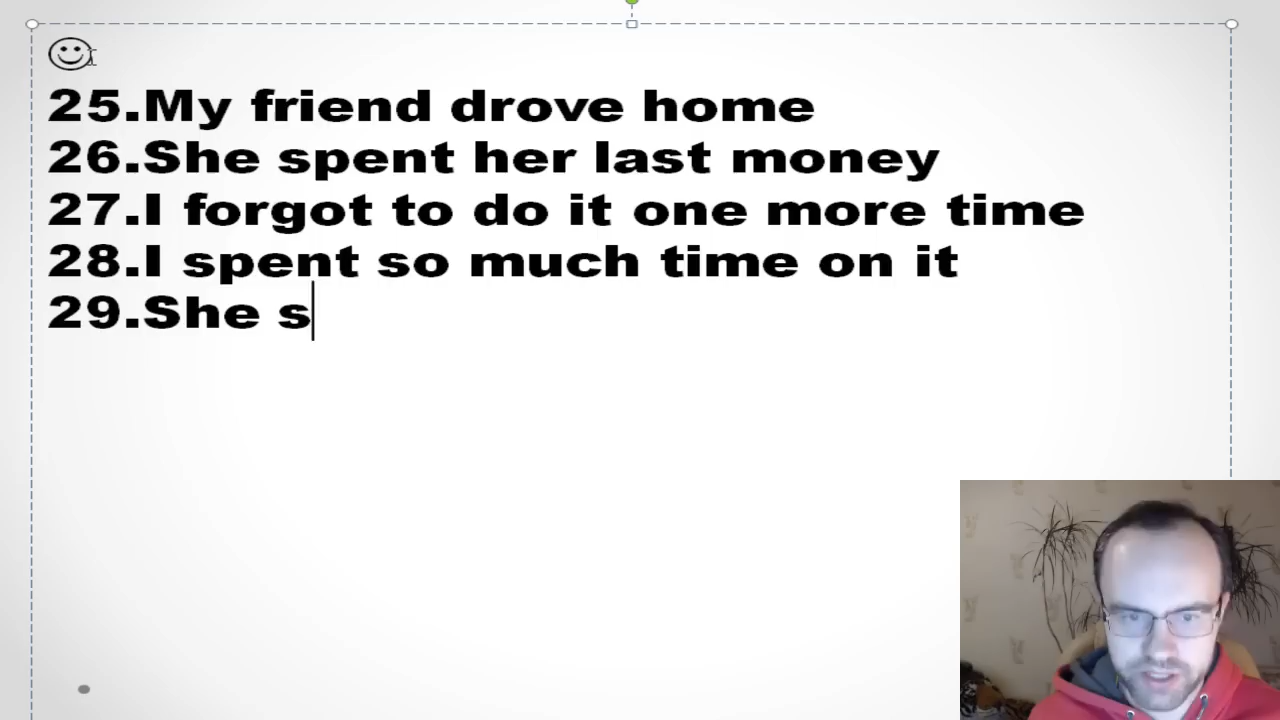 25.My friend drove home
26.She spent her last money
27.I forgot to do it one more time
28.I spent so much time on it
29.She s